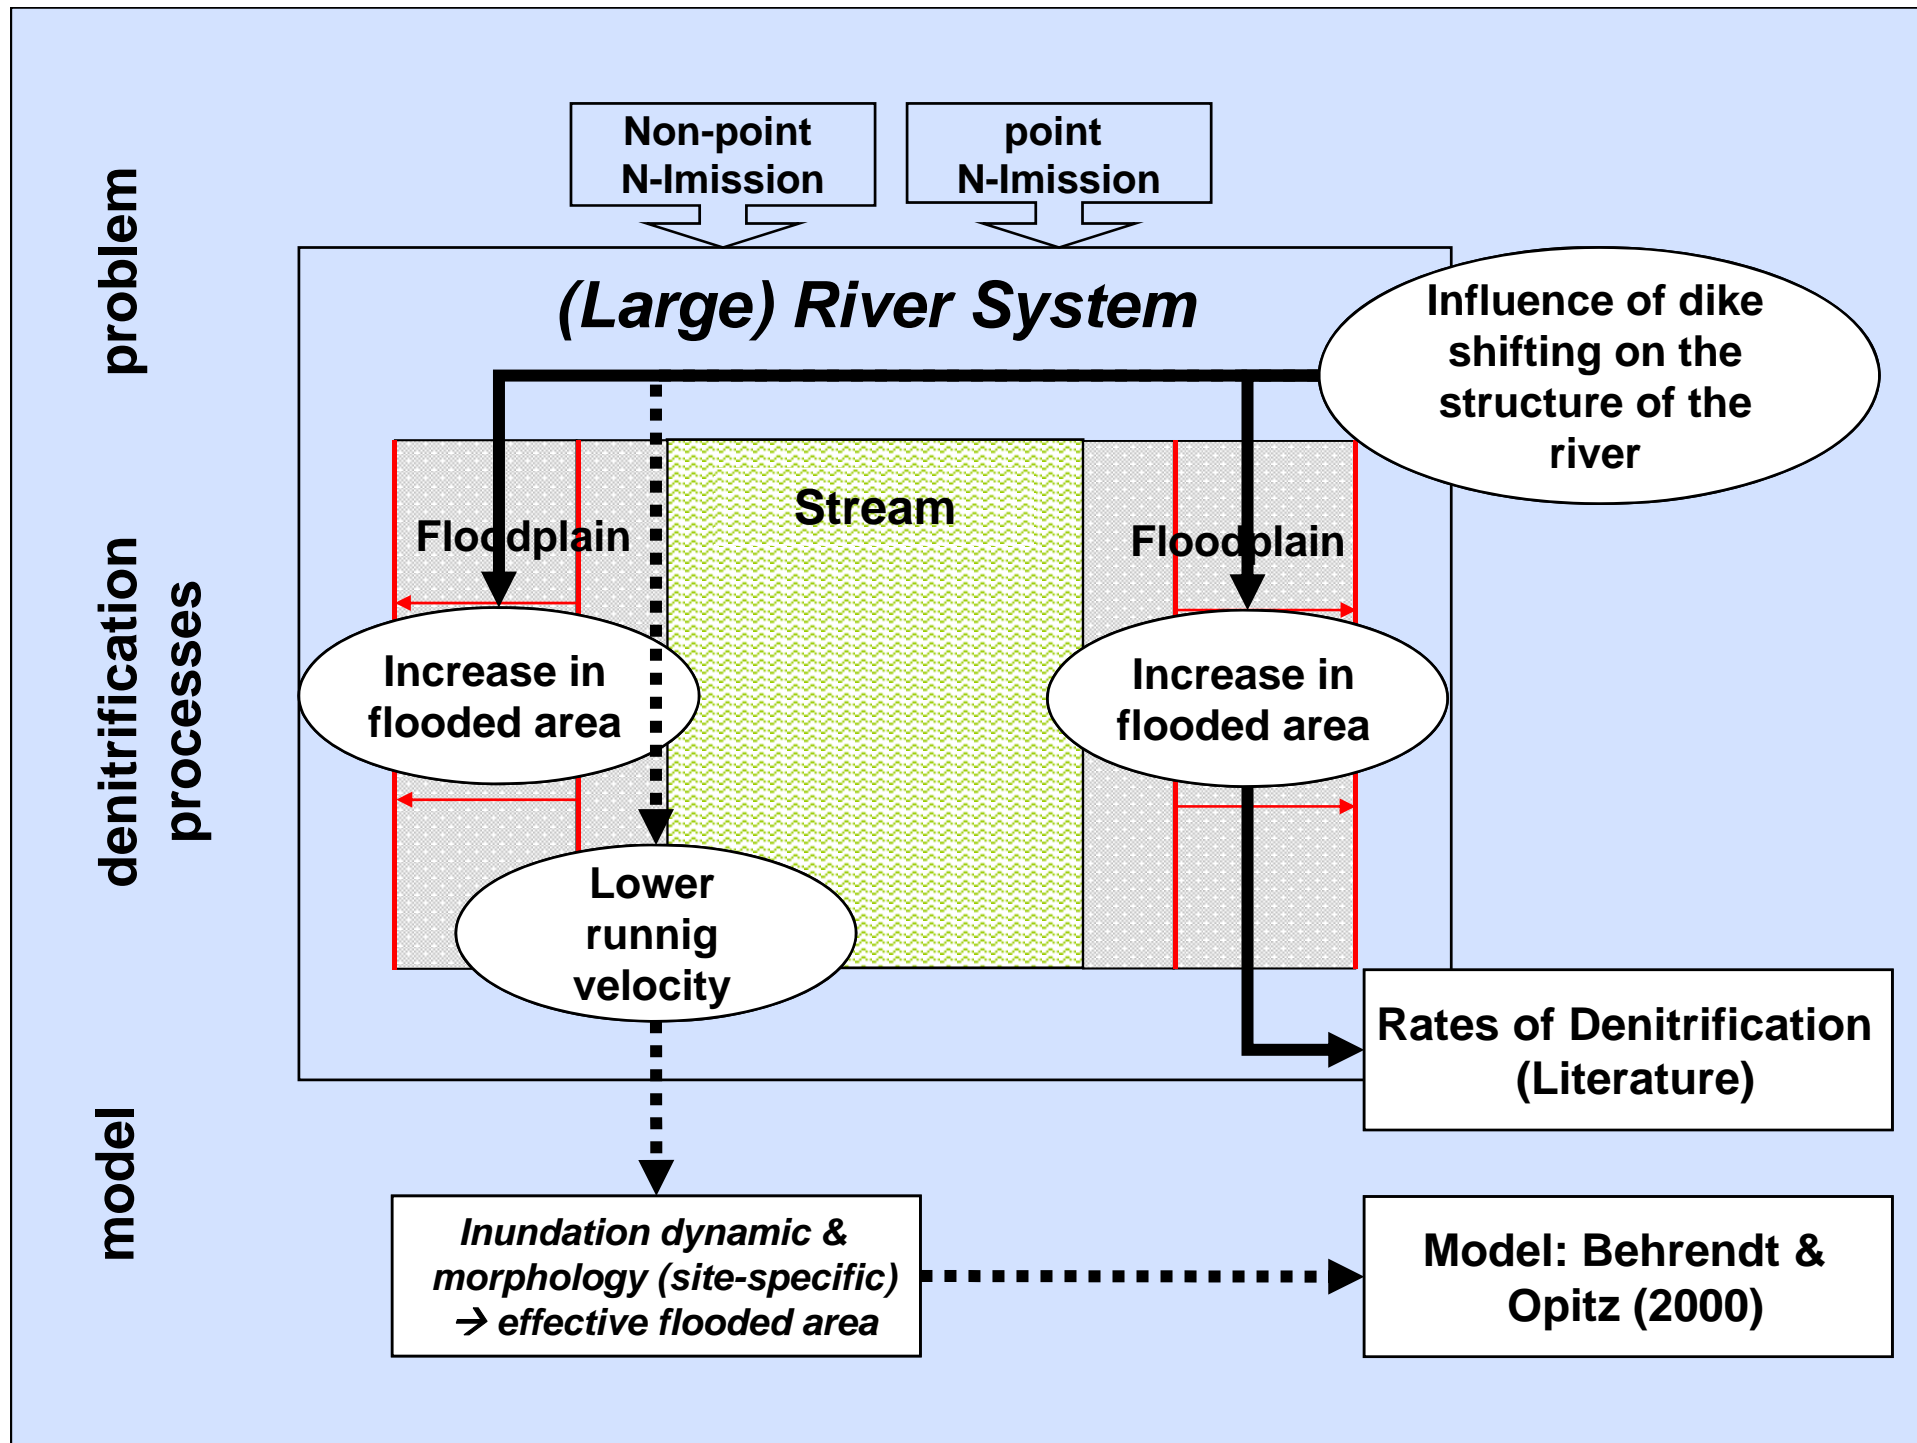 Non-point
N-Imission
point
N-Imission
problem
(Large) River System
Influence of dike
shifting on the
structure of the
river
Stream
Floodplain
Floodplain
denitrification
processes
Increase in
flooded area
Increase in
flooded area
Lower
runnig
velocity
Rates of Denitrification
(Literature)
model
Inundation dynamic &
morphology (site-specific)
→ effective flooded area
Model: Behrendt &
Opitz (2000)